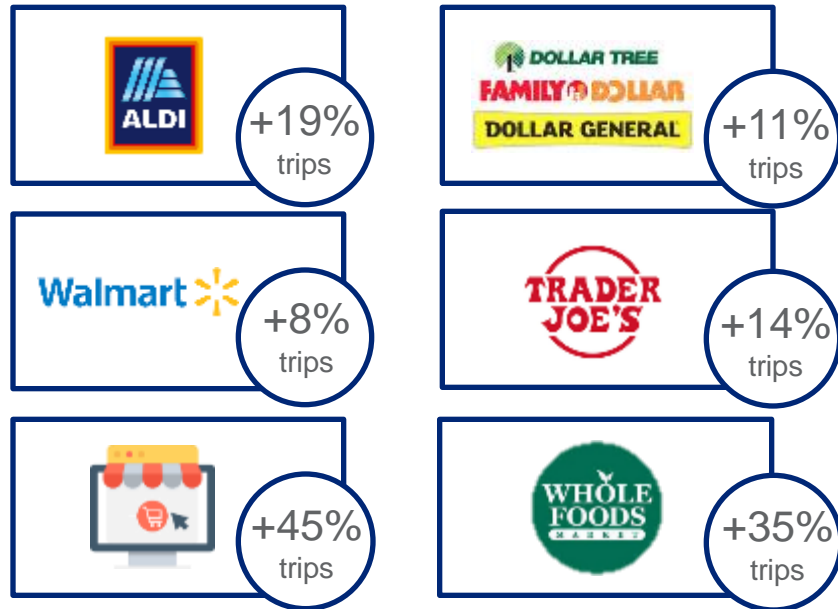 ALDI
+19%
trips
DOLLAR TREE
FAMILY DOLLAR
DOLLAR GENERAL
+11%
trips
Walmart
+8%
trips
TRADER
JOE'S
+14%
trips
+45%
trips
WHOLE
FOODS
MARKET
+35%
trips